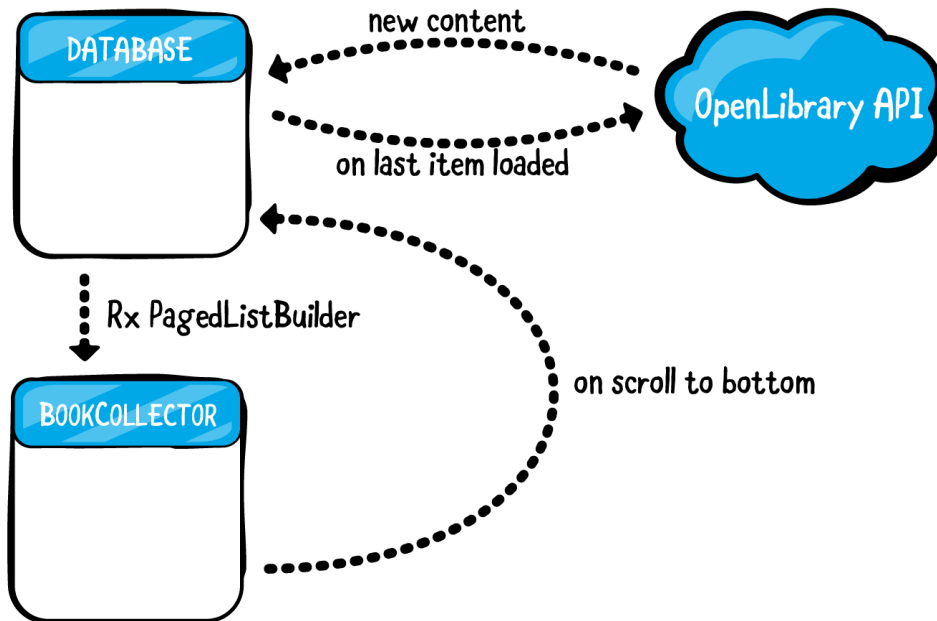 new content
DATABASE
OpenLibrary API
on last item loaded
Rx PagedListBuilder
on scroll to bottom
BOOKCOLLECTOR